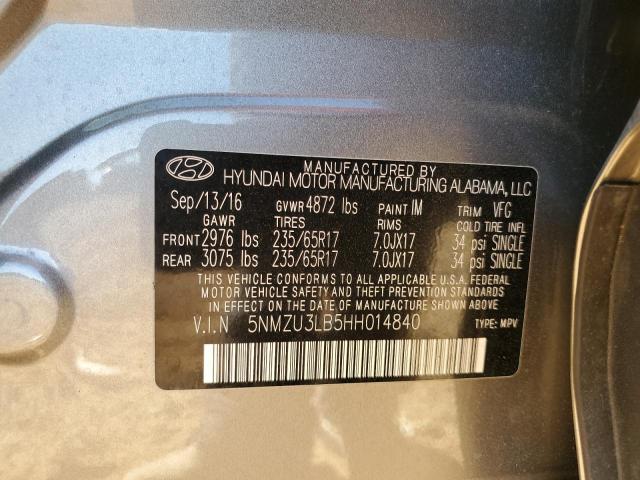 MANUFACTURED BY
HYUNDAI MOTOR MANUFACTURING ALABAMA, LLC
Sep/13/16 GVWR 4872 lbs PAINT IM TRIM VFG
GAWR TIRES RIMS COLD TIRE INFL
FRONT 2976 lbs 235/65R17 7.0JX17 34 psi SINGLE
REAR 3075 lbs 235/65R17 7.0JX17 34 psi SINGLE
THIS VEHICLE CONFORMS TO ALL APPLICABLE U.S.A. FEDERAL
MOTOR VEHICLE SAFETY AND THEFT PREVENTION STANDARDS
IN EFFECT ON THE DATE OF MANUFACTURE SHOWN ABOVE.
V.I.N 5NMZU3LB5HH014840 TYPE: MPV